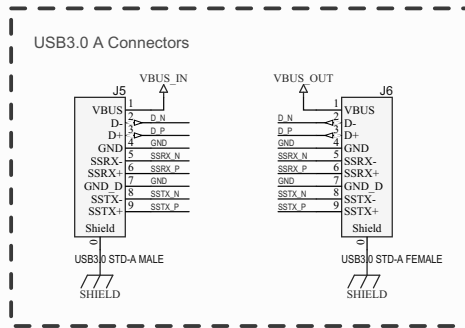 USB3.0 A Connectors
VBUS_IN
J5
VBUS 1
D- 2 D_N
D+ 3 D_P
GND 4 GND
SSRX- 5 SSRX_N
SSRX+ 6 SSRX_P
GND_D 7 GND
SSTX- 8 SSTX_N
SSTX+ 9 SSTX_P
Shield
0
USB3.0 STD-A MALE
SHIELD
VBUS_OUT
J6
1 VBUS
D_N 2 D-
D_P 3 D+
GND 4 GND
SSRX_N 5 SSRX-
SSRX_P 6 SSRX+
GND 7 GND_D
SSTX_N 8 SSTX-
SSTX_P 9 SSTX+
Shield
0
USB3.0 STD-A FEMALE
SHIELD